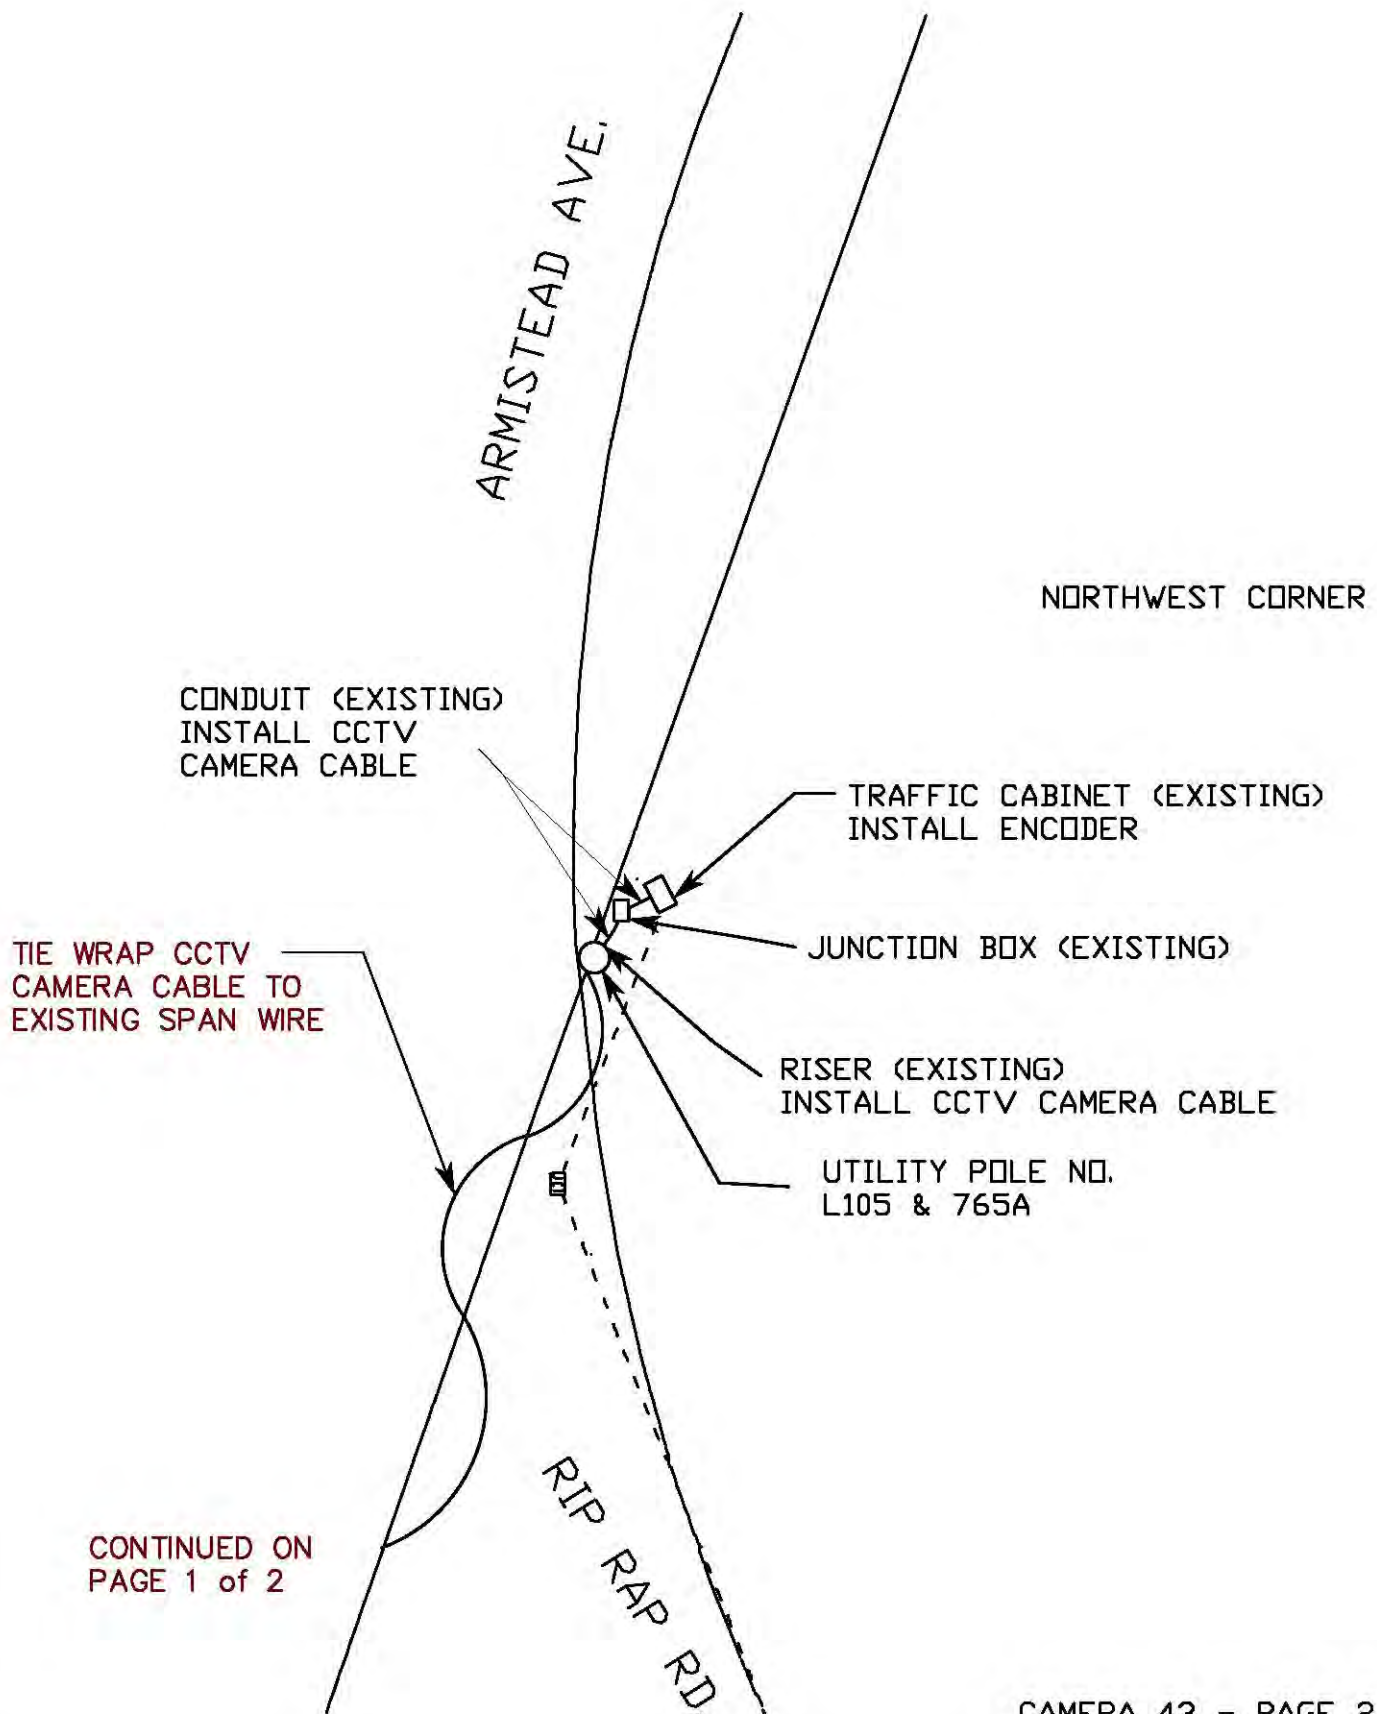 ARMISTEAD AVE.
NORTHWEST CORNER
CONDUIT (EXISTING)
INSTALL CCTV
CAMERA CABLE
TRAFFIC CABINET (EXISTING)
INSTALL ENCODER
JUNCTION BOX (EXISTING)
TIE WRAP CCTV
CAMERA CABLE TO
EXISTING SPAN WIRE
RISER (EXISTING)
INSTALL CCTV CAMERA CABLE
UTILITY POLE NO.
L105 & 765A
RIP RAP RD
CONTINUED ON
PAGE 1 of 2
CAMERA - PAGE